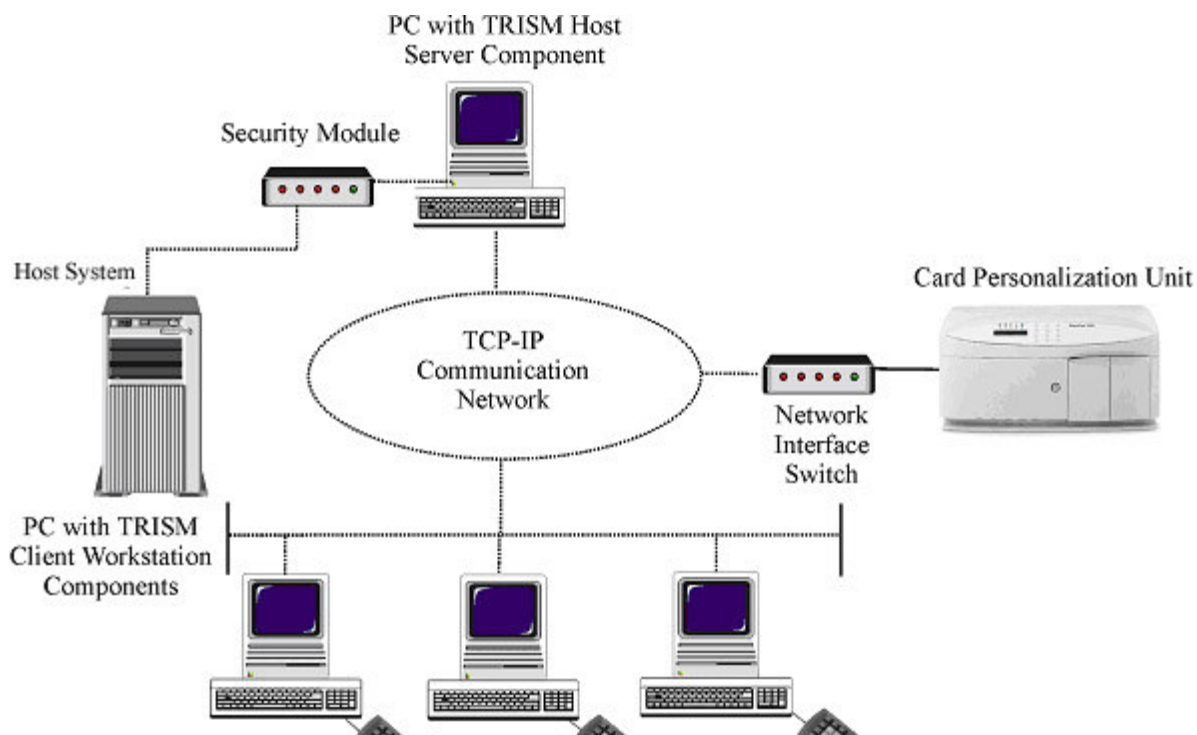 PC with TRISM Host
Server Component
Security Module
Host System
Card Personalization Unit
TCP-IP
Communication
Network
Network
Interface
Switch
PC with TRISM
Client Workstation
Components